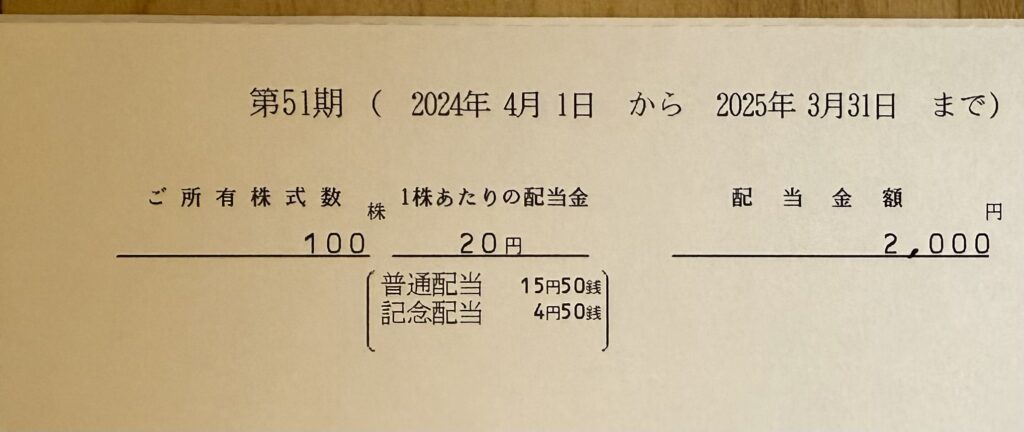 第51期 ( 2024年 4月 1日 から 2025年 3月31日 まで)
ご所有株式数 株 1株あたりの配当金 配当金額 円
100 20円 2,000
普通配当 15円50銭
記念配当 4円50銭